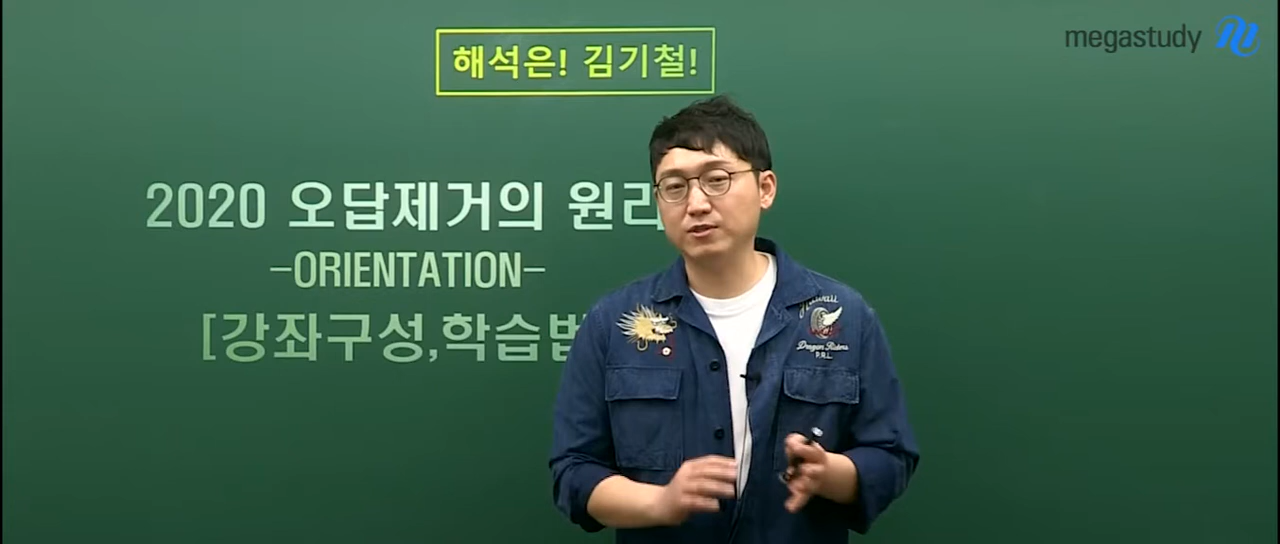 megastudy
해석은! 김기철!
2020 오답제거의 원리
-ORIENTATION-
[강좌구성,학습법
Hawaii
Dragon Riders
P.R.L.